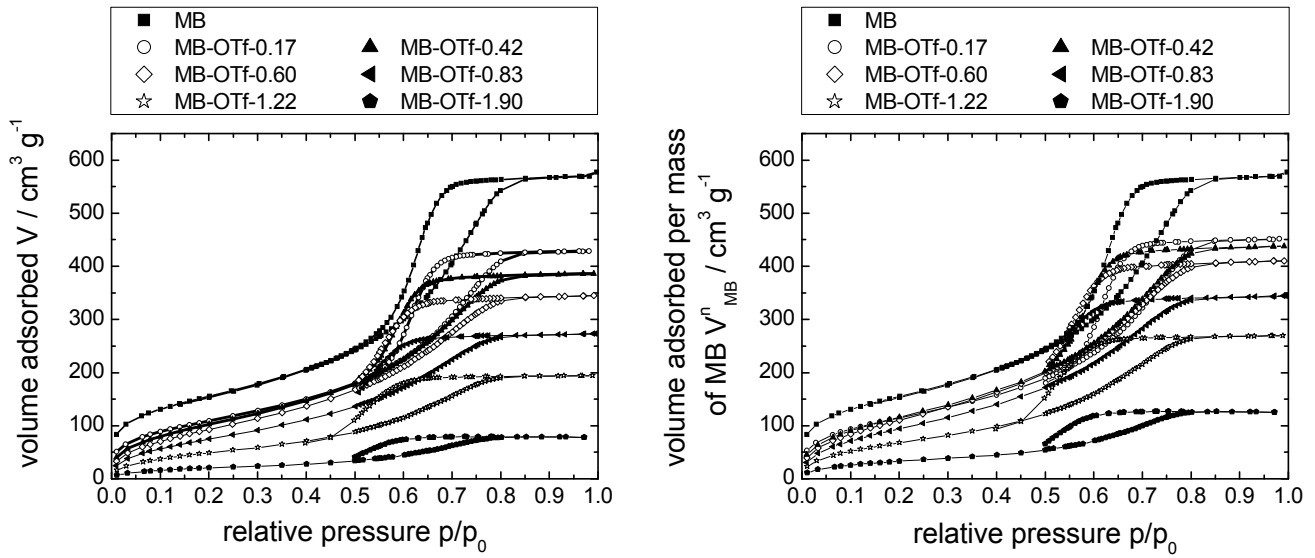 MB
MB-OTf-0.17 MB-OTf-0.42
MB-OTf-0.60 MB-OTf-0.83
MB-OTf-1.22 MB-OTf-1.90
volume adsorbed V / cm³ g⁻¹
600
500
400
300
200
100
0
0.0 0.1 0.2 0.3 0.4 0.5 0.6 0.7 0.8 0.9 1.0
relative pressure p/p₀
MB
MB-OTf-0.17 MB-OTf-0.42
MB-OTf-0.60 MB-OTf-0.83
MB-OTf-1.22 MB-OTf-1.90
volume adsorbed per mass
of MB Vⁿ_MB / cm³ g⁻¹
600
500
400
300
200
100
0
0.0 0.1 0.2 0.3 0.4 0.5 0.6 0.7 0.8 0.9 1.0
relative pressure p/p₀